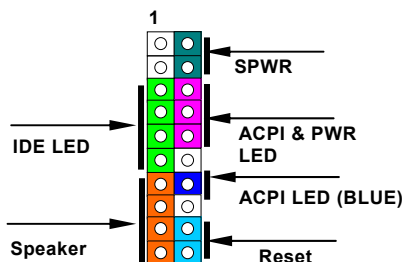 1
SPWR
IDE LED
ACPI & PWR
LED
ACPI LED (BLUE)
Speaker
Reset